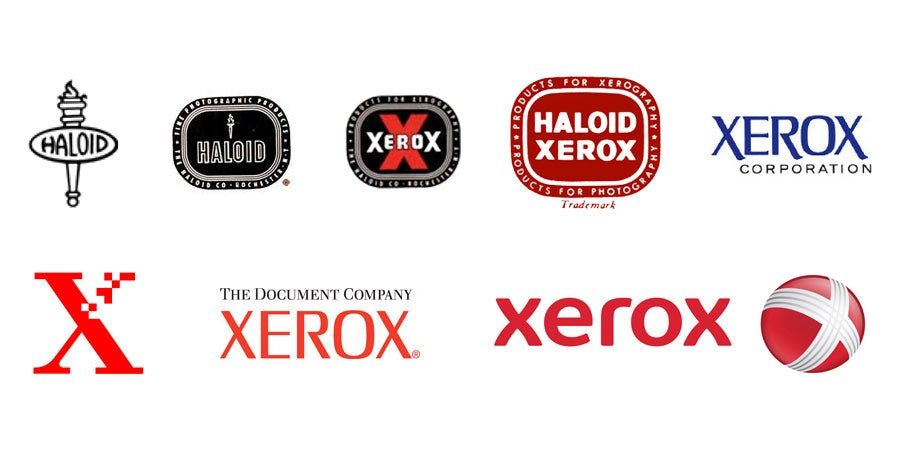 HALOID
THE · FINE PHOTOGRAPHIC PRODUCTS
HALOID
THE HALOID CO · ROCHESTER · N·Y
PRODUCTS FOR XEROGRAPHY
XEROX
THE HALOID CO · ROCHESTER · N·Y
PRODUCTS FOR XEROGRAPHY
HALOID
XEROX
PRODUCTS FOR PHOTOGRAPHY
Trademark
XEROX
CORPORATION
X
THE DOCUMENT COMPANY
XEROX®
xerox